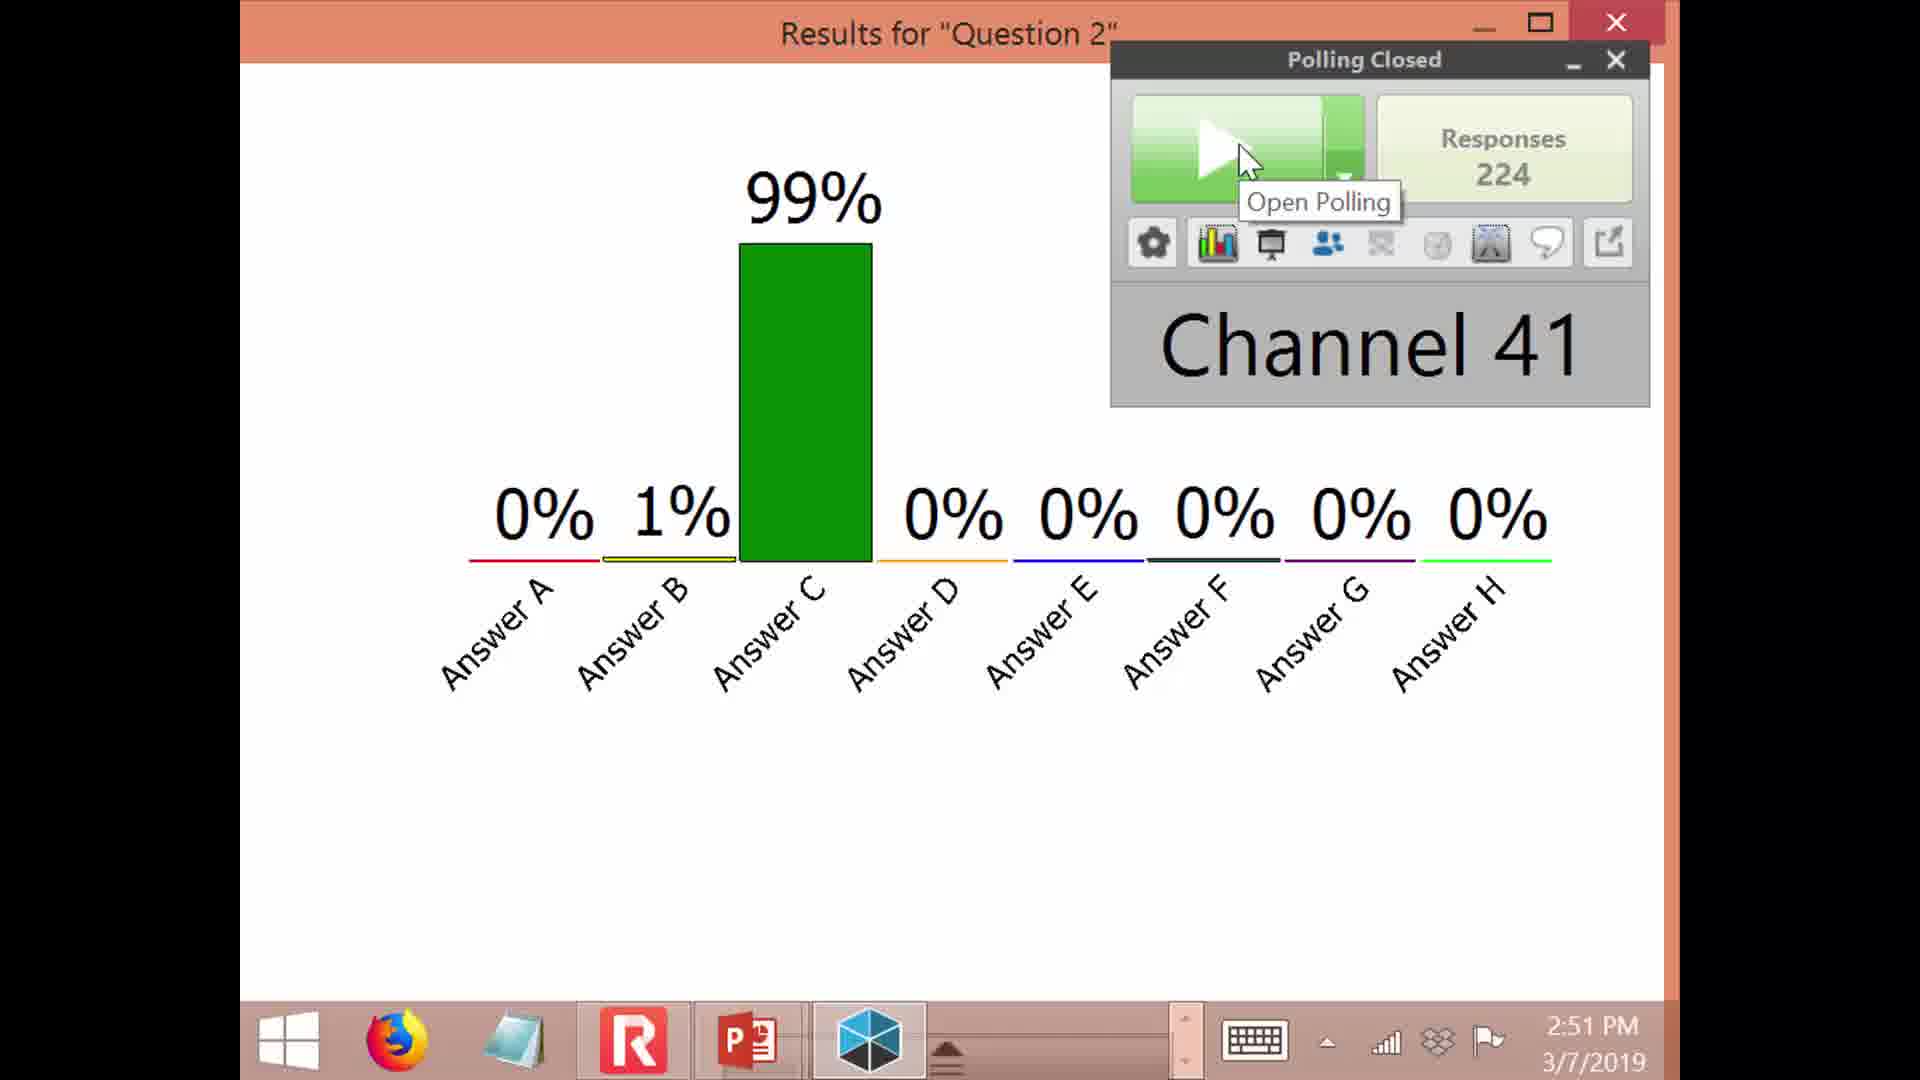 Results for "Question 2"
Polling Closed
Responses
224
Open Polling
Channel 41
99%
0%
1%
0%
0%
0%
0%
0%
Answer A
Answer B
Answer C
Answer D
Answer E
Answer F
Answer G
Answer H
R
P
2:51 PM
3/7/2019